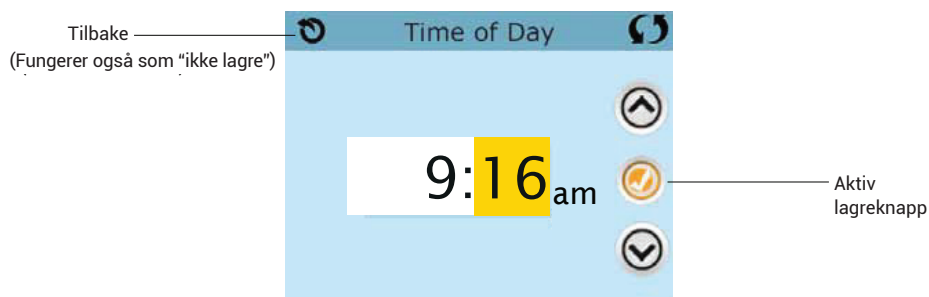 Tilbake
(Fungerer også som “ikke lagre”)
Time of Day
9:16 am
Aktiv
lagreknapp